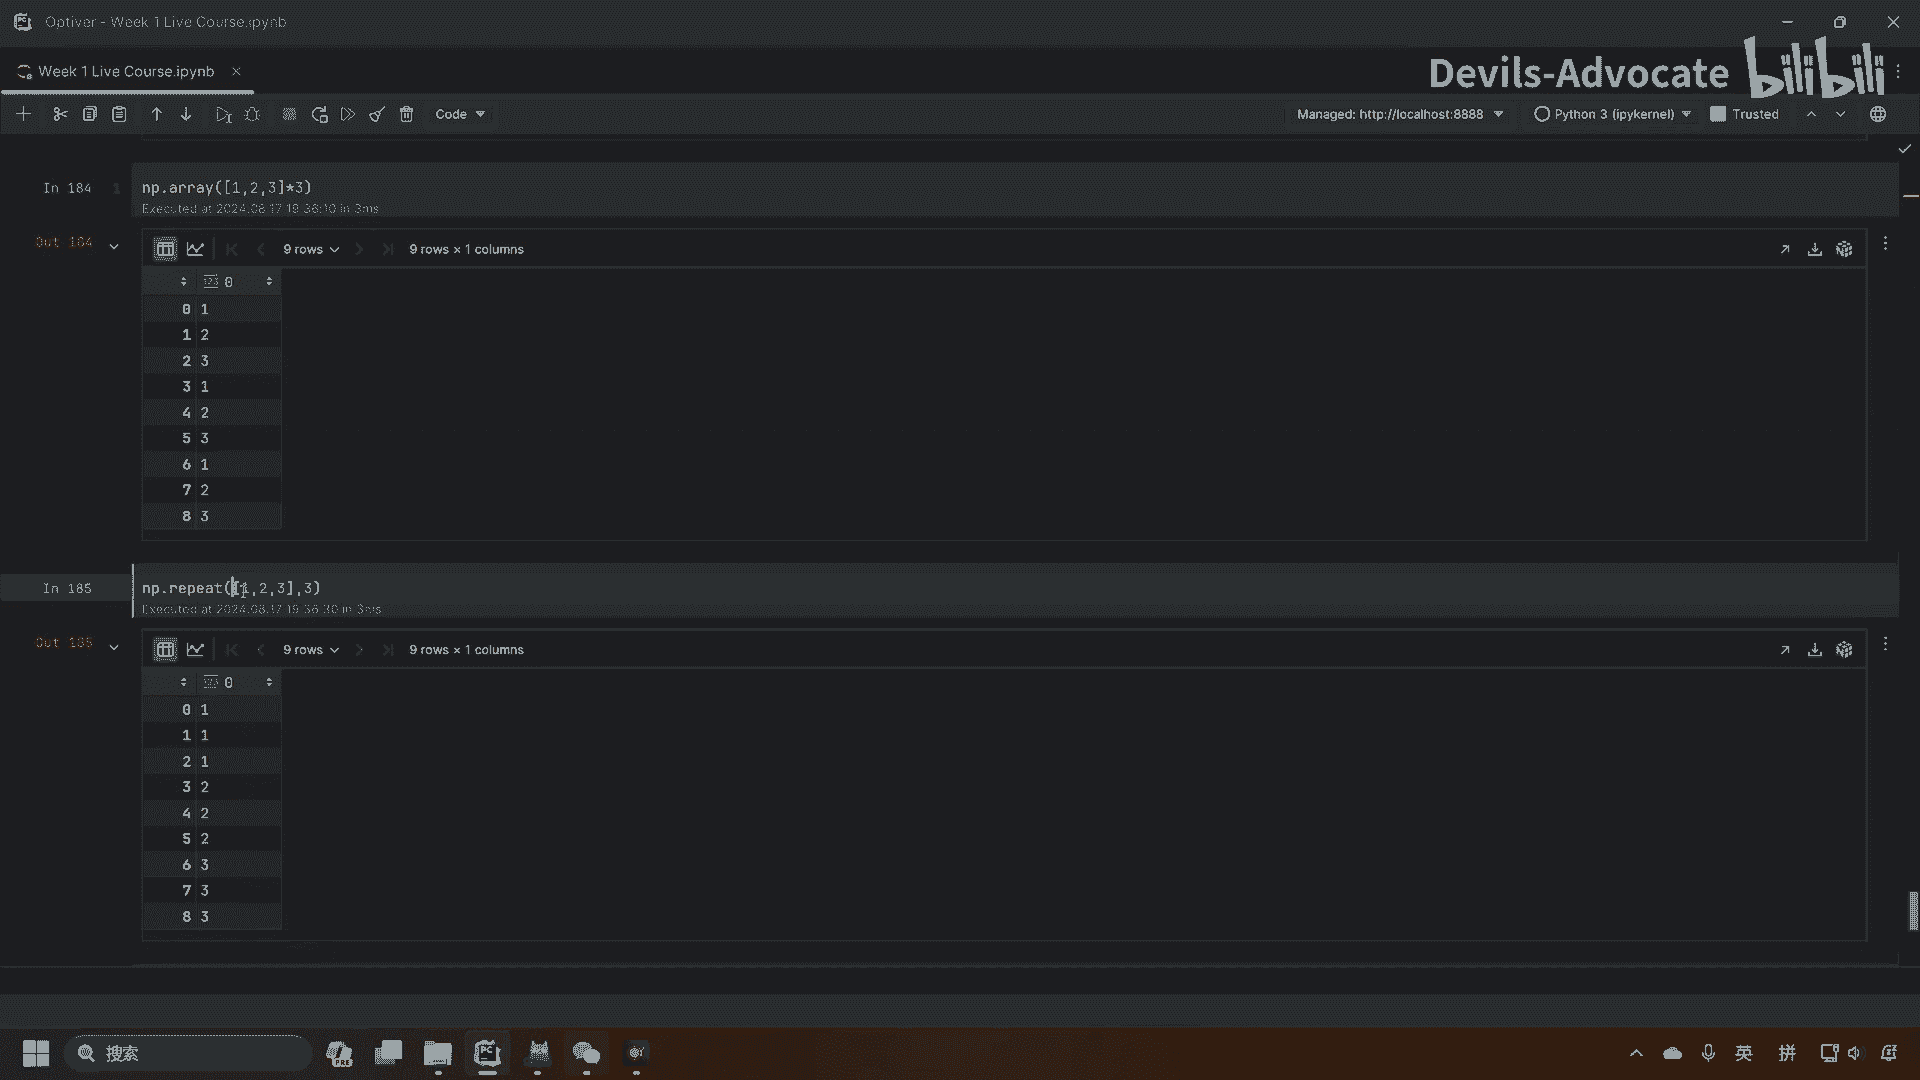 Optiver - Week 1 Live Course.ipynb
Week 1 Live Course.ipynb
Devils-Advocate bilibili
Code
Managed: http://localhost:8888
Python 3 (ipykernel)
Trusted
In 184
1
np.array([1,2,3]*3)
Executed at 2024.08.17 19:36:10 in 3ms
Out 184
9 rows
9 rows × 1 columns
123 0
0 1
1 2
2 3
3 1
4 2
5 3
6 1
7 2
8 3
In 185
np.repeat([1,2,3],3)
Executed at 2024.08.17 19:36:30 in 3ms
Out 185
9 rows
9 rows × 1 columns
123 0
0 1
1 1
2 1
3 2
4 2
5 2
6 3
7 3
8 3
搜索
PRE
PC
英
拼